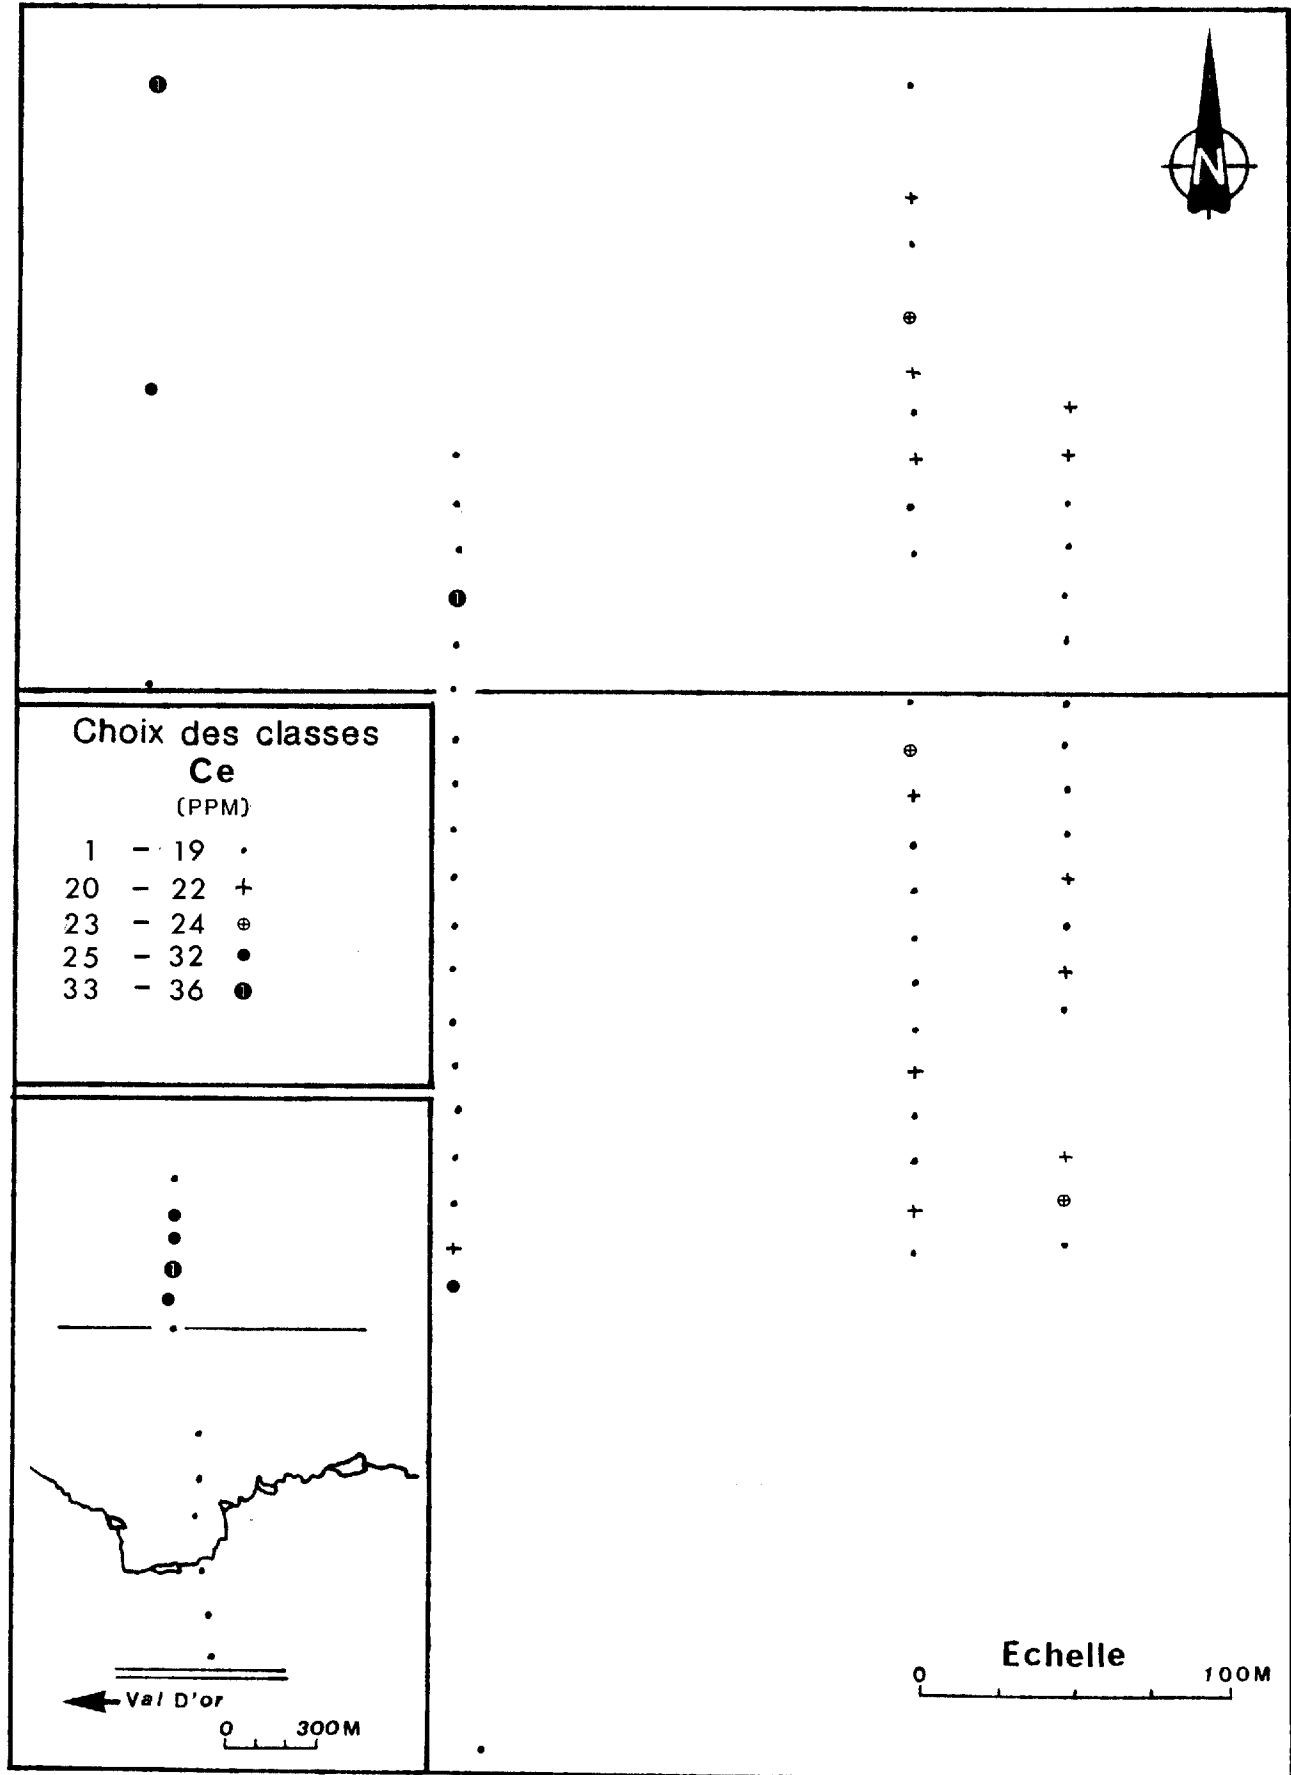 N
Choix des classes
Ce
(PPM)
1 - 19
20 - 22 +
23 - 24 ⊕
25 - 32 ●
33 - 36
Echelle
0 100M
Val D'or
0 300M